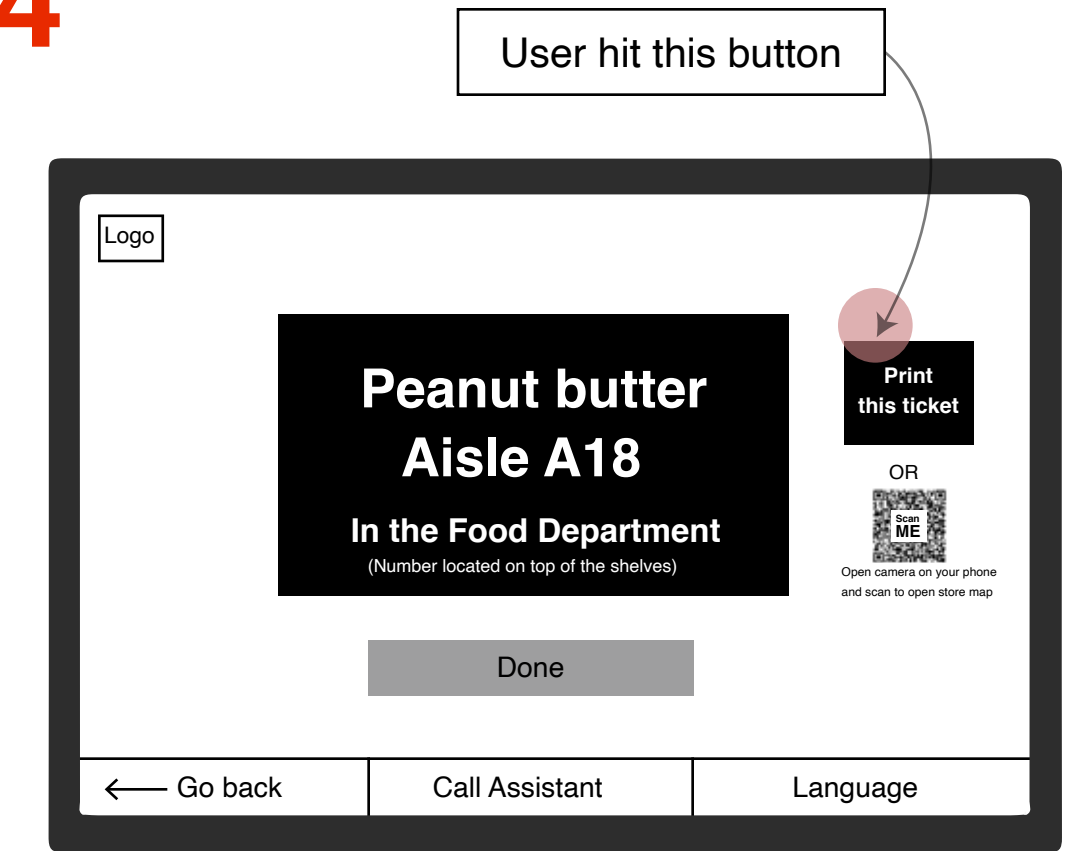 4
User hit this button
Logo
Peanut butter
Aisle A18
In the Food Department
(Number located on top of the shelves)
Print
this ticket
OR
Scan
ME
Open camera on your phone
and scan to open store map
Done
Go back
Call Assistant
Language